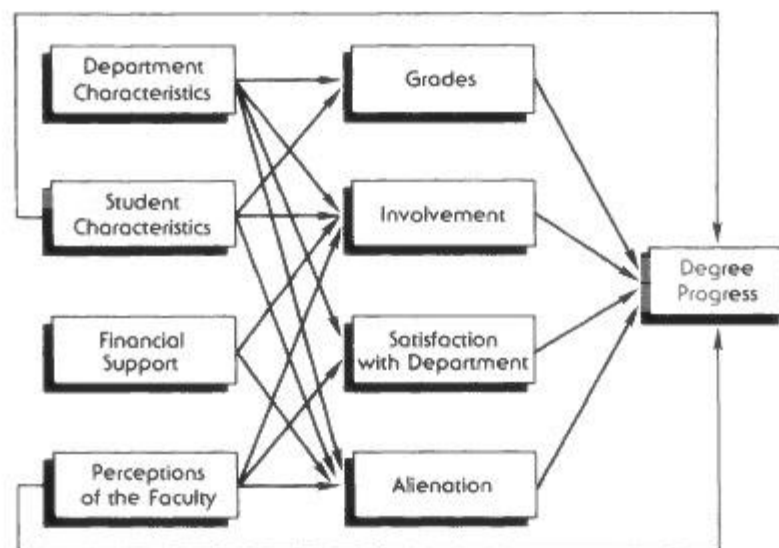 Department
Characteristics
Grades
Student
Characteristics
Involvement
Degree
Progress
Financial
Support
Satisfaction
with Department
Perceptions
of the Faculty
Alienation